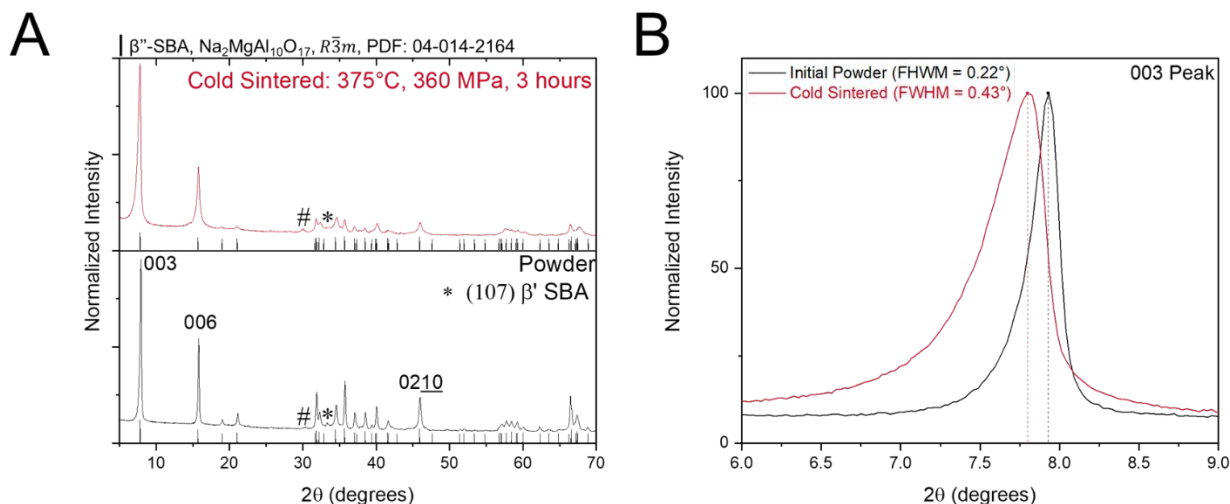 A
β”-SBA, Na₂MgAl₁₀O₁₇, R3̅m, PDF: 04-014-2164
Cold Sintered: 375°C, 360 MPa, 3 hours
# *
Normalized Intensity
003
Powder
* (107) β' SBA
006
0210
# *
Normalized Intensity
10 20 30 40 50 60 70
2θ (degrees)
B
Initial Powder (FHWM = 0.22°)
Cold Sintered (FWHM = 0.43°)
003 Peak
100
50
0
Normalized Intensity
6.0 6.5 7.0 7.5 8.0 8.5 9.0
2θ (degrees)